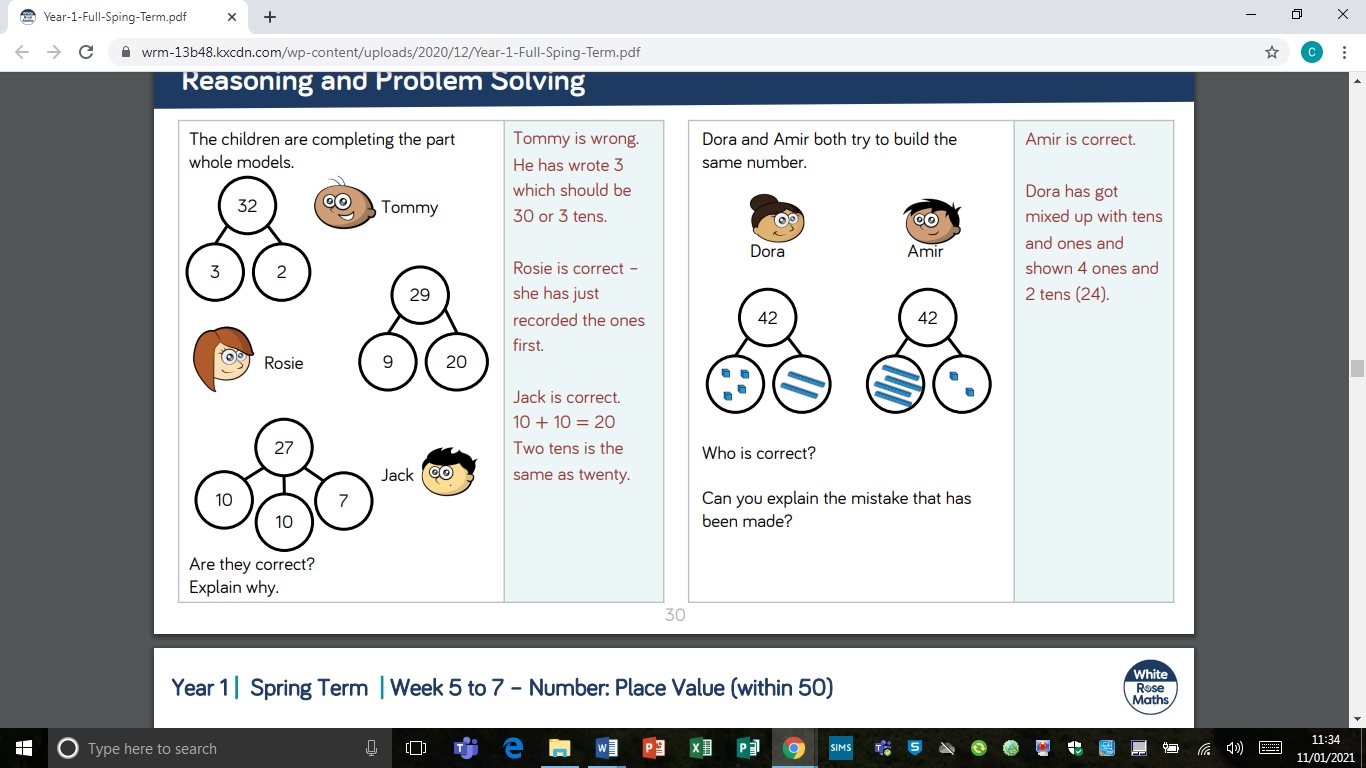 Year-1-Full-Sping-Term.pdf
wrm-13b48.kxcdn.com/wp-content/uploads/2020/12/Year-1-Full-Sping-Term.pdf
C
Reasoning and Problem Solving
The children are completing the part
whole models.
32
Tommy
3
2
29
Rosie
9
20
27
Jack
10
7
10
Are they correct?
Explain why.
Tommy is wrong.
He has wrote 3
which should be
30 or 3 tens.
Rosie is correct –
she has just
recorded the ones
first.
Jack is correct.
10 + 10 = 20
Two tens is the
same as twenty.
Dora and Amir both try to build the
same number.
Dora
Amir
42
42
Who is correct?
Can you explain the mistake that has
been made?
Amir is correct.
Dora has got
mixed up with tens
and ones and
shown 4 ones and
2 tens (24).
30
Year 1 | Spring Term | Week 5 to 7 – Number: Place Value (within 50)
White
Rose
Maths
Type here to search
SIMS
11:34
11/01/2021